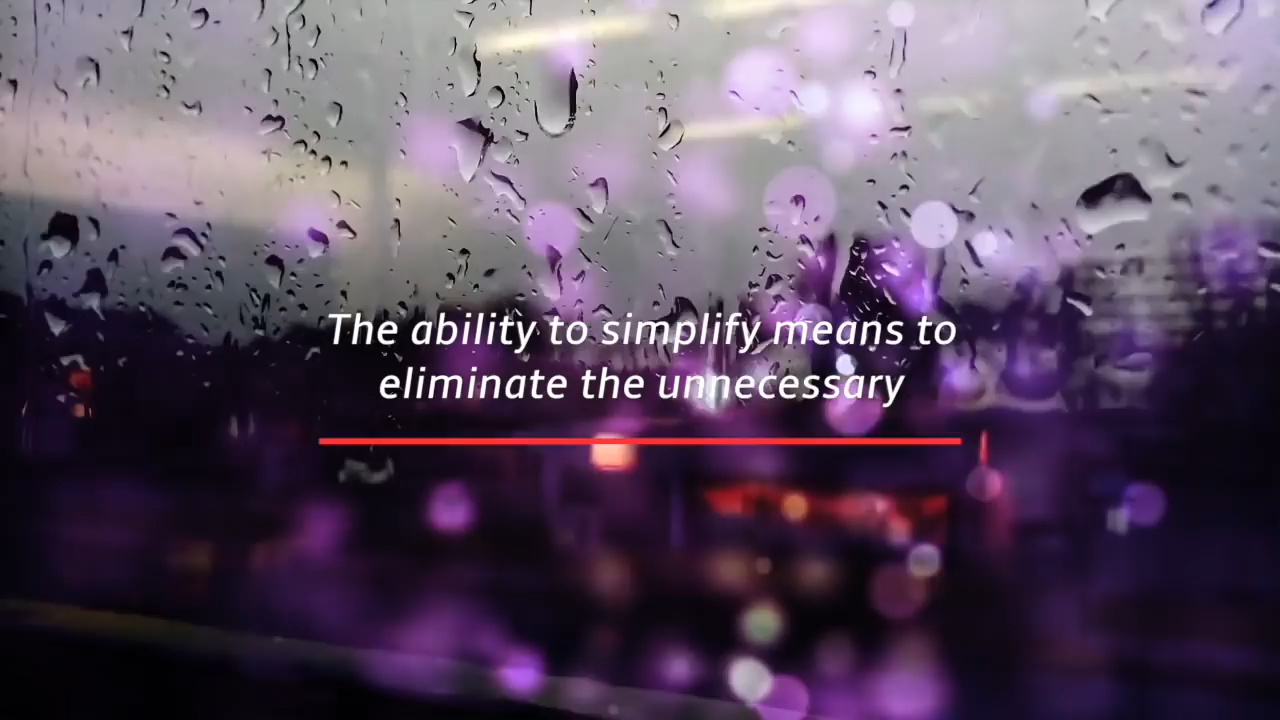 The ability to simplify means to
eliminate the unnecessary